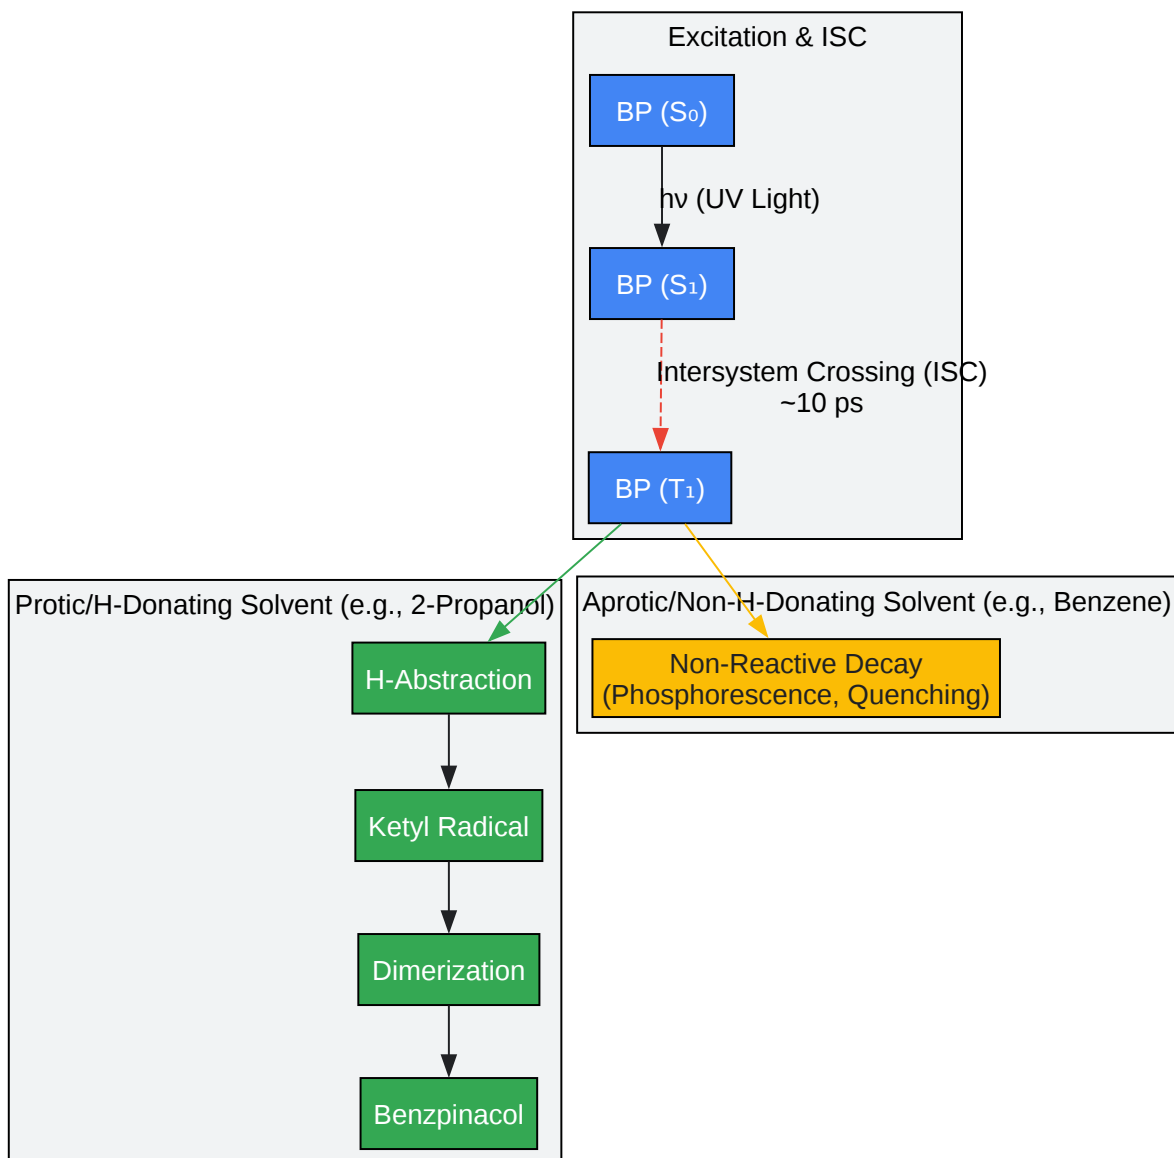 Excitation & ISC
BP (S₀)
hν (UV Light)
BP (S₁)
Intersystem Crossing (ISC)
~10 ps
BP (T₁)
Protic/H-Donating Solvent (e.g., 2-Propanol)
H-Abstraction
Ketyl Radical
Dimerization
Benzpinacol
Aprotic/Non-H-Donating Solvent (e.g., Benzene)
Non-Reactive Decay
(Phosphorescence, Quenching)